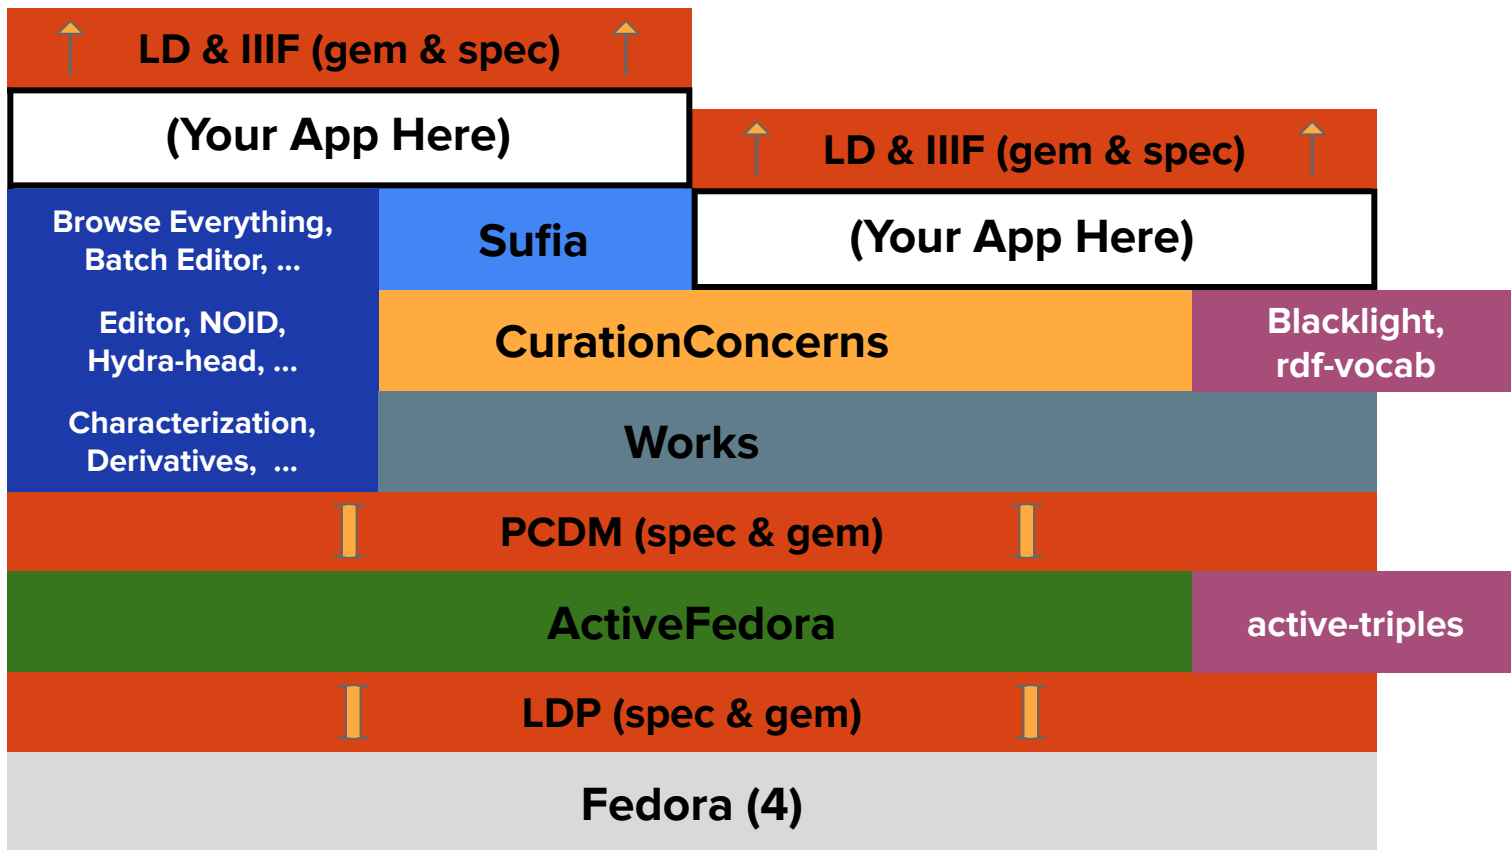 LD & IIIF (gem & spec)
(Your App Here)
LD & IIIF (gem & spec)
Browse Everything,
Batch Editor, ...
Sufia
(Your App Here)
Editor, NOID,
Hydra-head, ...
CurationConcerns
Blacklight,
rdf-vocab
Characterization,
Derivatives,  ...
Works
PCDM (spec & gem)
ActiveFedora
active-triples
LDP (spec & gem)
Fedora (4)